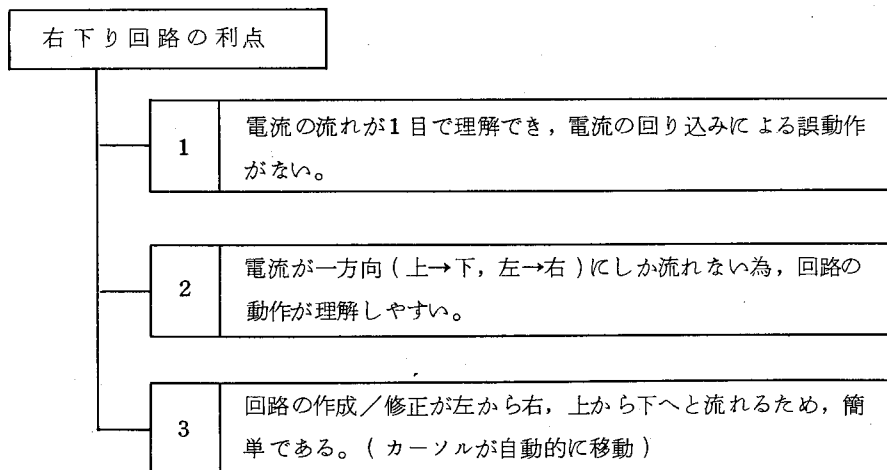 右下り回路の利点
1
電流の流れが1目で理解でき，電流の回り込みによる誤動作
がない。
2
電流が一方向（上→下，左→右）にしか流れない為，回路の
動作が理解しやすい。
3
回路の作成／修正が左から右，上から下へと流れるため，簡
単である。（カーソルが自動的に移動）